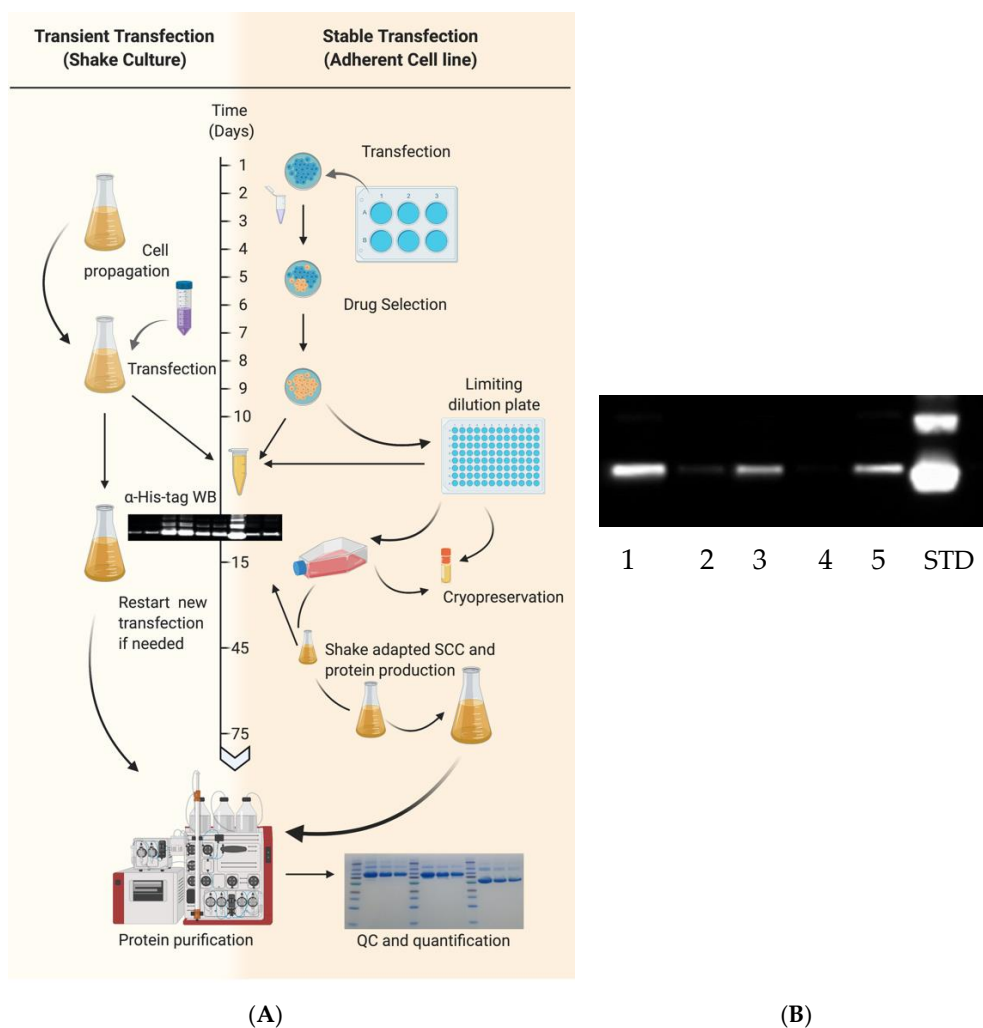 Transient Transfection
(Shake Culture)
Stable Transfection
(Adherent Cell line)
Time
(Days)
1
2
3
4
5
6
7
8
9
10
15
45
75
Cell
propagation
Transfection
α-His-tag WB
Restart new
transfection
if needed
Transfection
1 2 3
A
B
Drug Selection
Limiting
dilution plate
Cryopreservation
Shake adapted SCC and
protein production
Protein purification
QC and quantification
(A)
1 2 3 4 5 STD
(B)